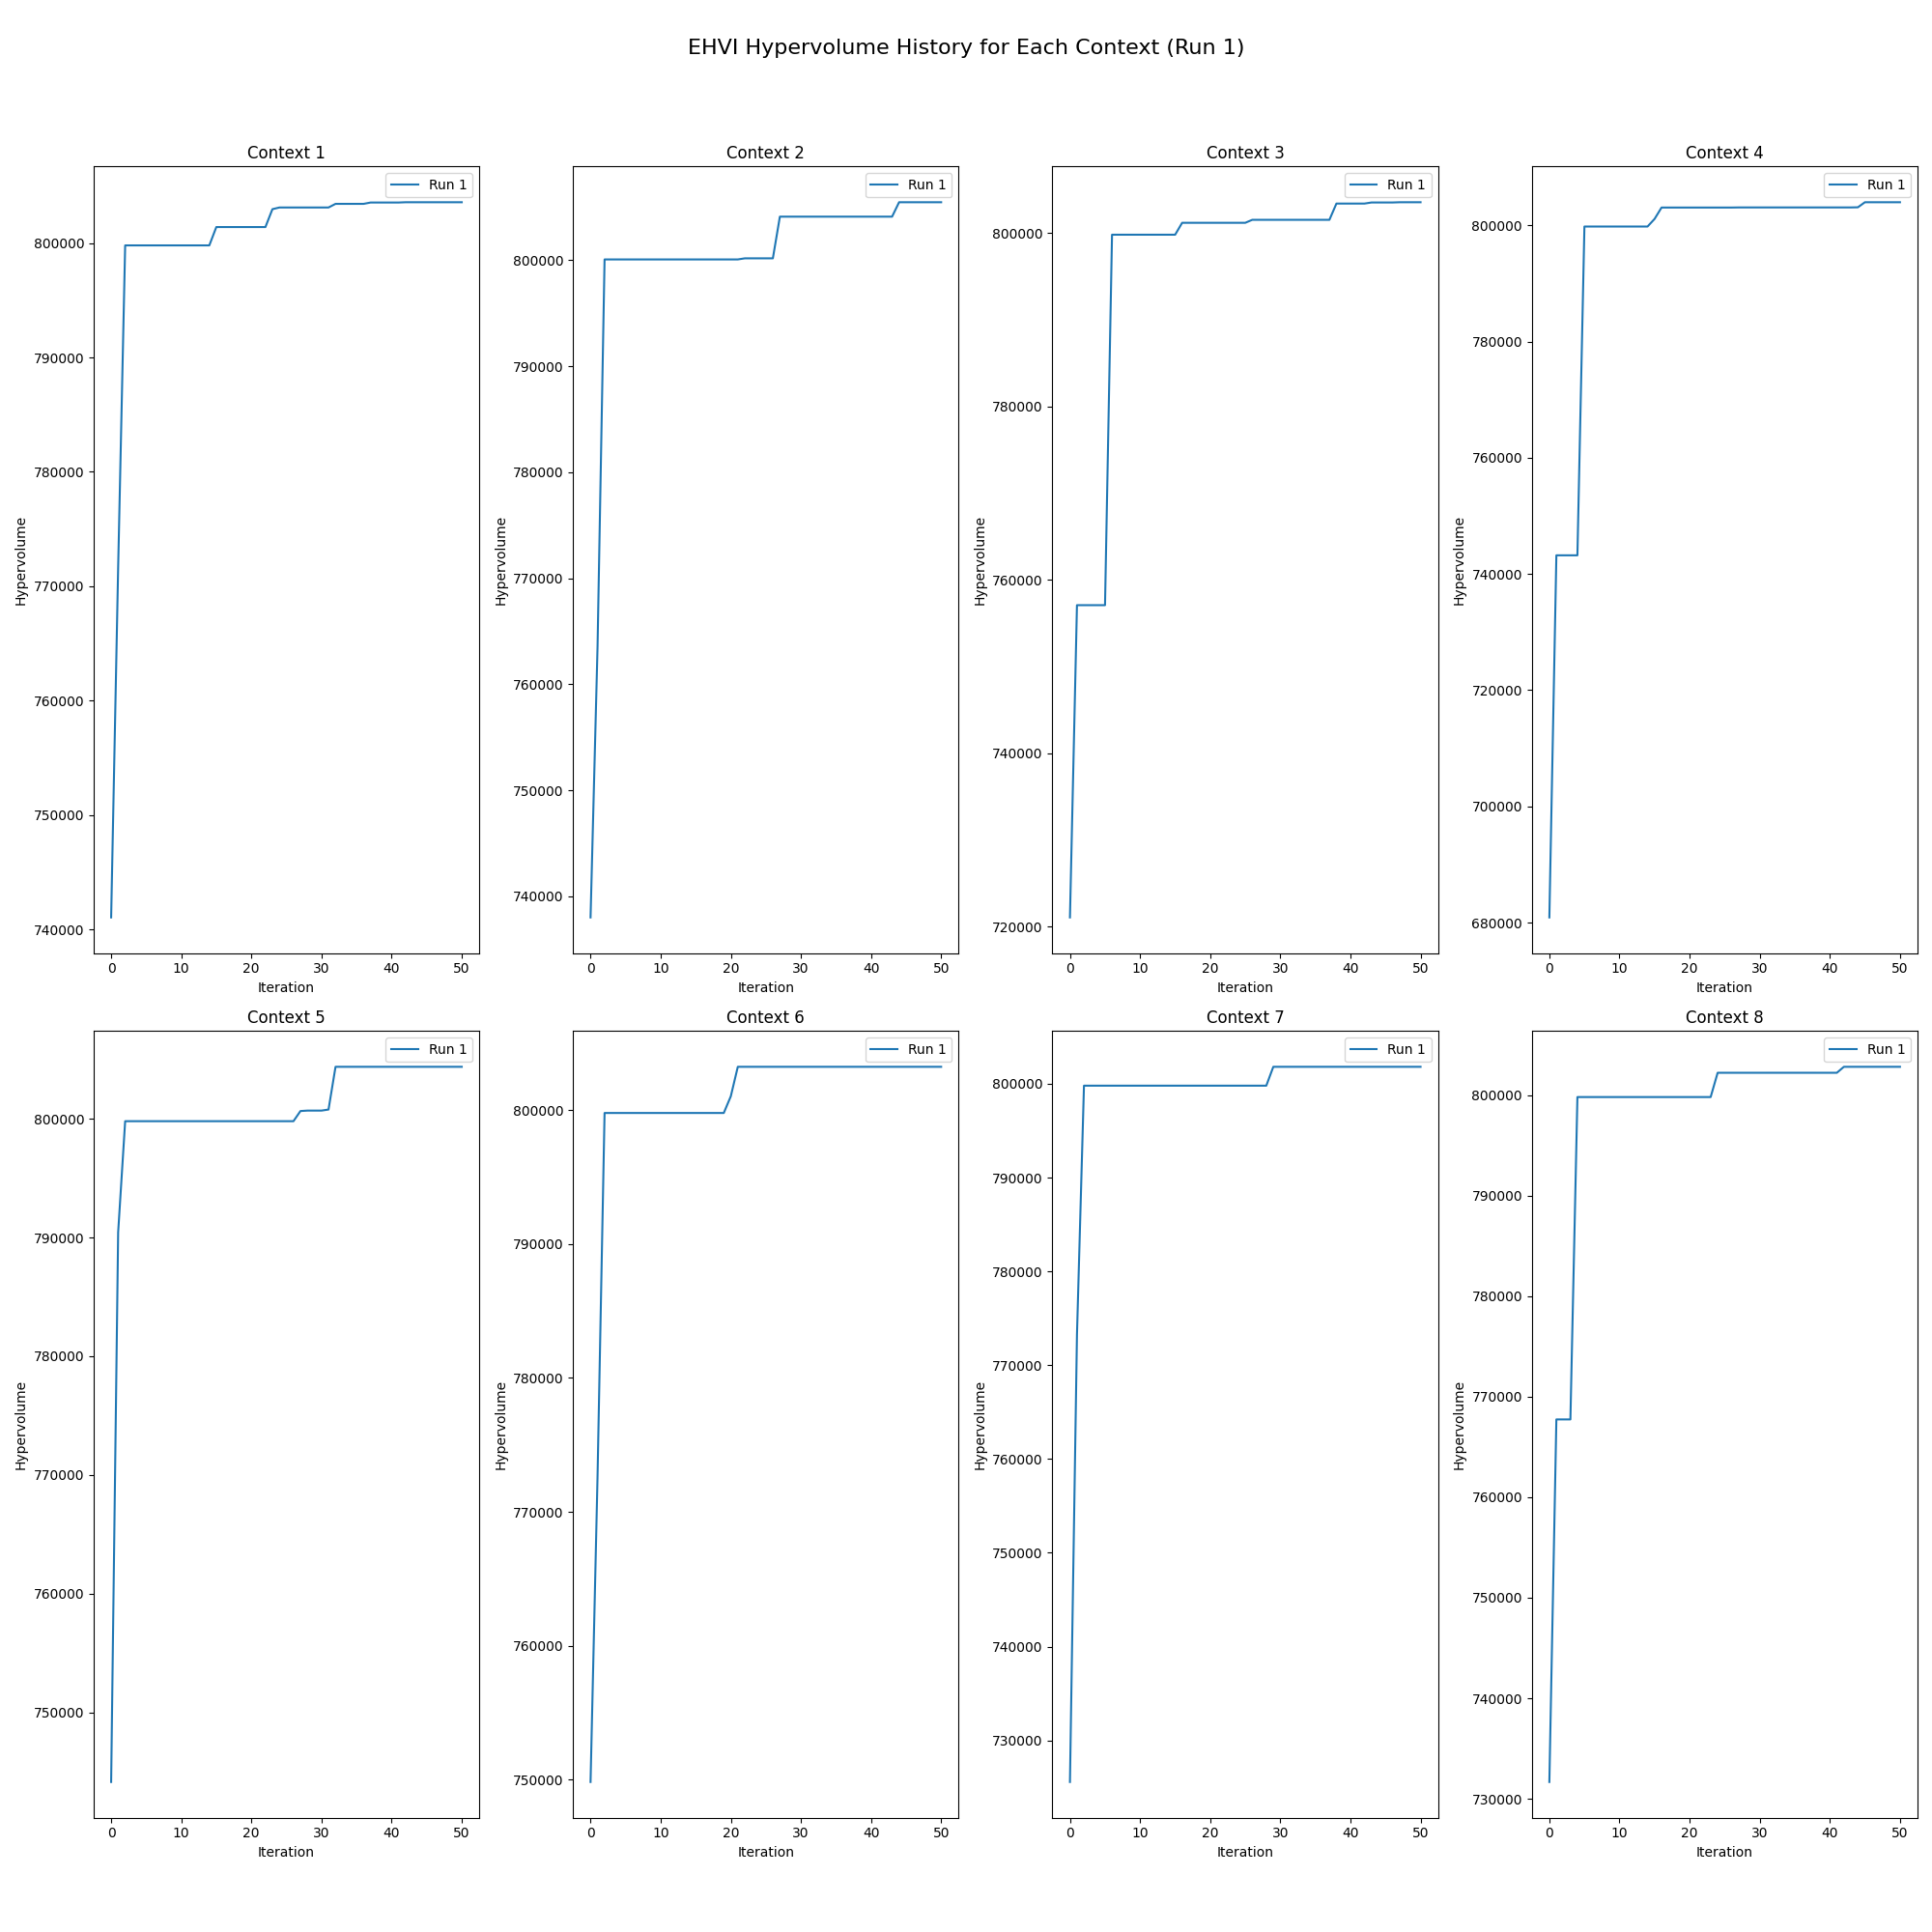 EHVI Hypervolume History for Each Context (Run 1)
Context 1
Run 1
800000
790000
780000
770000
760000
750000
740000
Hypervolume
0 10 20 30 40 50
Iteration
Context 2
Run 1
800000
790000
780000
770000
760000
750000
740000
Hypervolume
0 10 20 30 40 50
Iteration
Context 3
Run 1
800000
780000
760000
740000
720000
Hypervolume
0 10 20 30 40 50
Iteration
Context 4
Run 1
800000
780000
760000
740000
720000
700000
680000
Hypervolume
0 10 20 30 40 50
Iteration
Context 5
Run 1
800000
790000
780000
770000
760000
750000
Hypervolume
0 10 20 30 40 50
Iteration
Context 6
Run 1
800000
790000
780000
770000
760000
750000
Hypervolume
0 10 20 30 40 50
Iteration
Context 7
Run 1
800000
790000
780000
770000
760000
750000
740000
730000
Hypervolume
0 10 20 30 40 50
Iteration
Context 8
Run 1
800000
790000
780000
770000
760000
750000
740000
730000
Hypervolume
0 10 20 30 40 50
Iteration